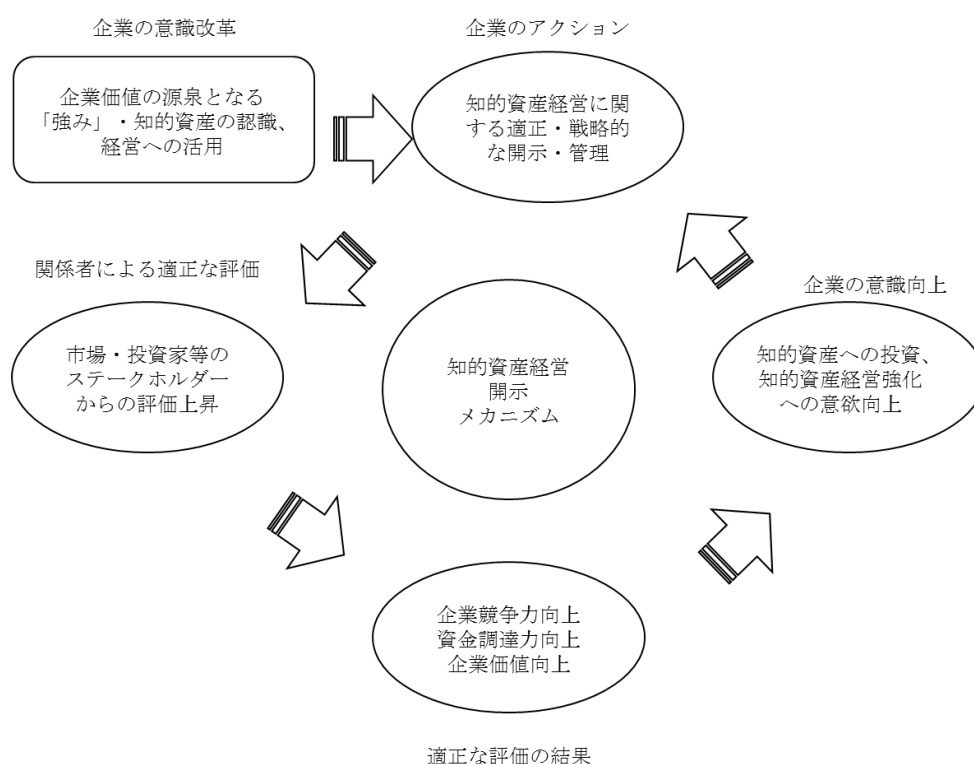 企業の意識改革
企業価値の源泉となる
「強み」・知的資産の認識、
経営への活用
企業のアクション
知的資産経営に関
する適正・戦略的
な開示・管理
関係者による適正な評価
市場・投資家等の
ステークホルダー
からの評価上昇
知的資産経営
開示
メカニズム
企業の意識向上
知的資産への投資、
知的資産経営強化
への意欲向上
企業競争力向上
資金調達力向上
企業価値向上
適正な評価の結果